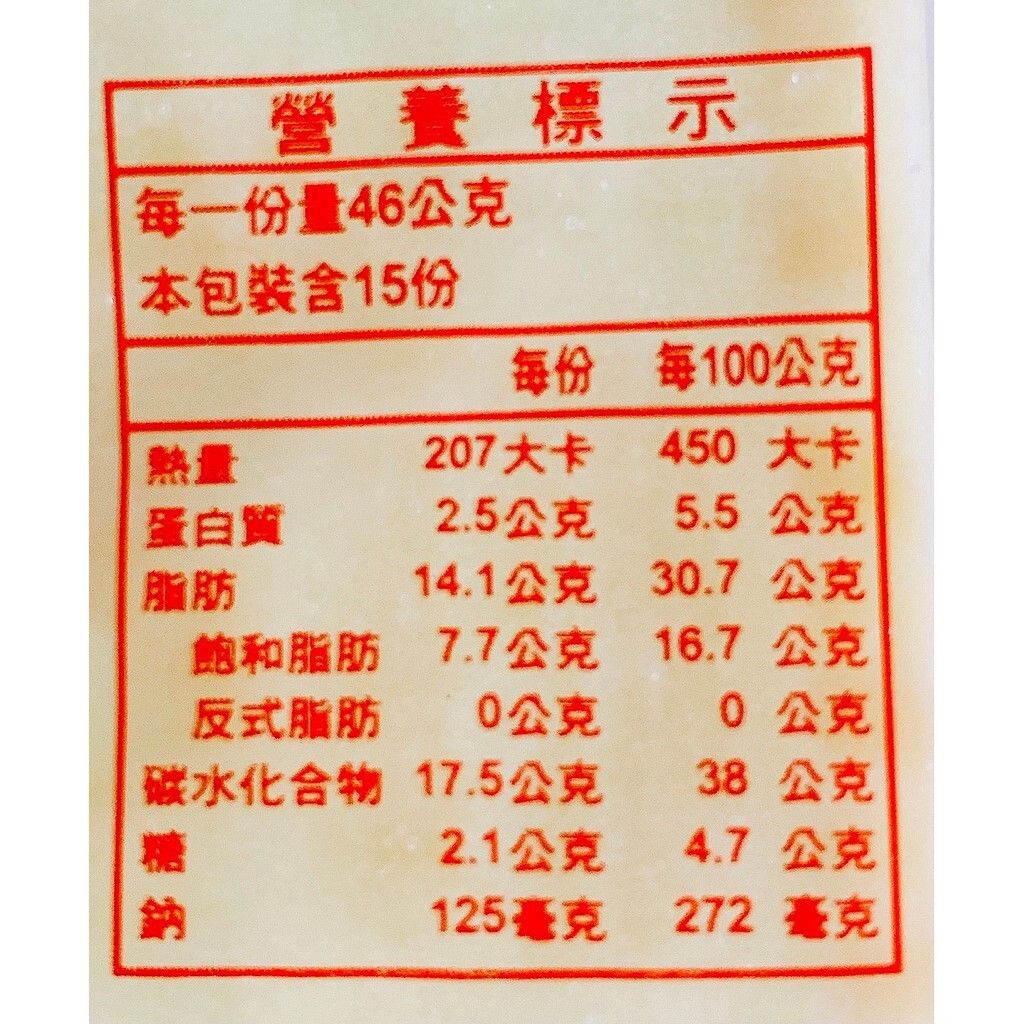 營養標示
每一份量46公克
本包裝含15份
每份 每100公克
熱量 207大卡 450 大卡
蛋白質 2.5公克 5.5 公克
脂肪 14.1公克 30.7 公克
飽和脂肪 7.7公克 16.7 公克
反式脂肪 0公克 0 公克
碳水化合物 17.5公克 38 公克
糖 2.1公克 4.7 公克
鈉 125毫克 272 毫克